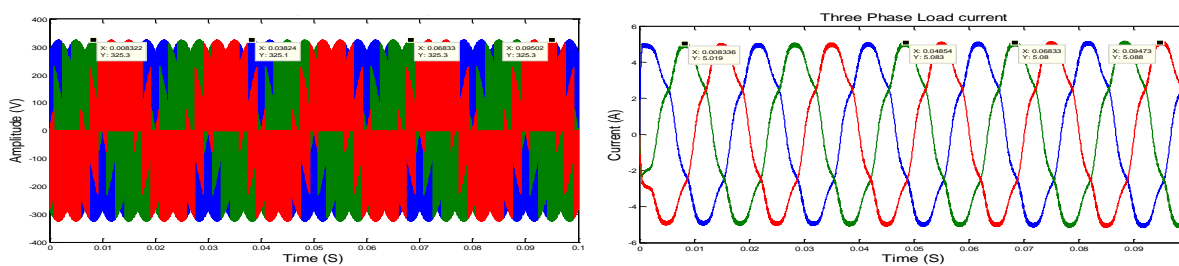 400
300
200
100
0
-100
-200
-300
-400
Amplitude (V)
X: 0.008322
Y: 325.3
X: 0.03824
Y: 325.1
X: 0.06833
Y: 325.3
X: 0.09502
Y: 325.3
0 0.01 0.02 0.03 0.04 0.05 0.06 0.07 0.08 0.09 0.1
Time (S)
Three Phase Load current
6
4
2
0
-2
-4
-6
Current (A)
X: 0.008336
Y: 5.019
X: 0.04854
Y: 5.083
X: 0.06833
Y: 5.08
X: 0.09473
Y: 5.088
0 0.01 0.02 0.03 0.04 0.05 0.06 0.07 0.08 0.09
Time (S)